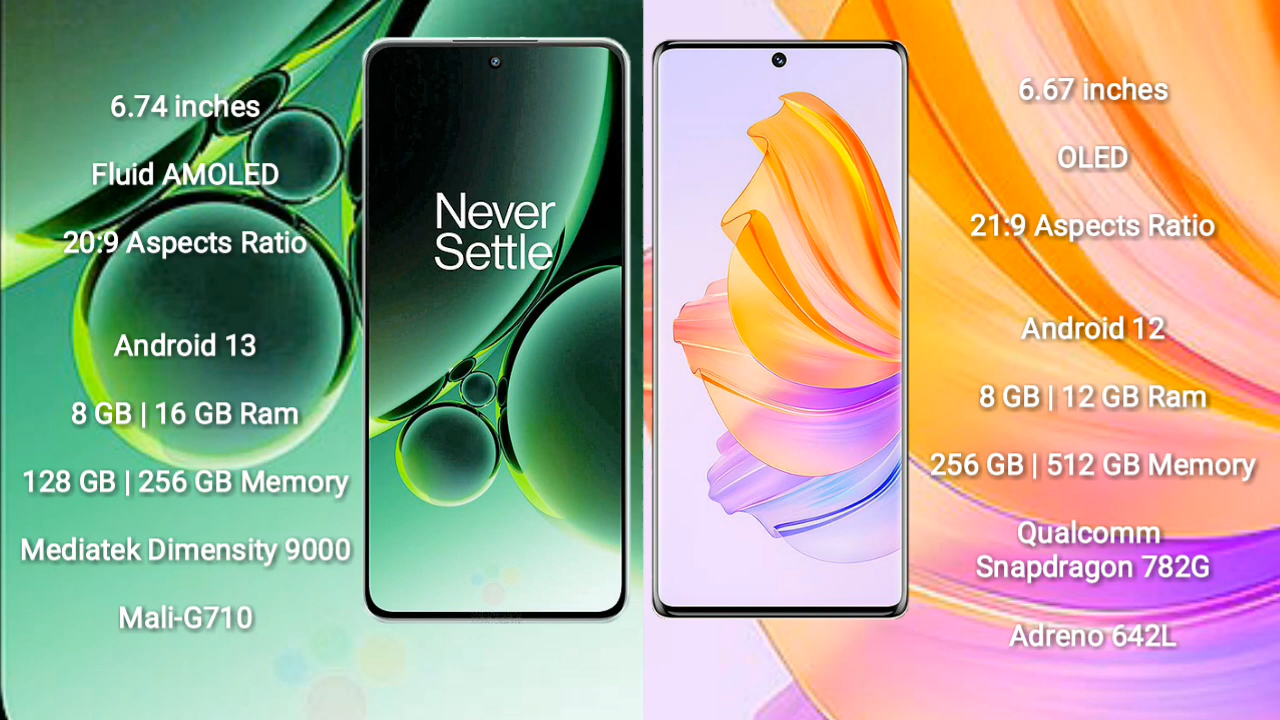 6.74 inches
Fluid AMOLED
20:9 Aspects Ratio
Android 13
8 GB | 16 GB Ram
128 GB | 256 GB Memory
Mediatek Dimensity 9000
Mali-G710
Never
Settle
6.67 inches
OLED
21:9 Aspects Ratio
Android 12
8 GB | 12 GB Ram
256 GB | 512 GB Memory
Qualcomm
Snapdragon 782G
Adreno 642L